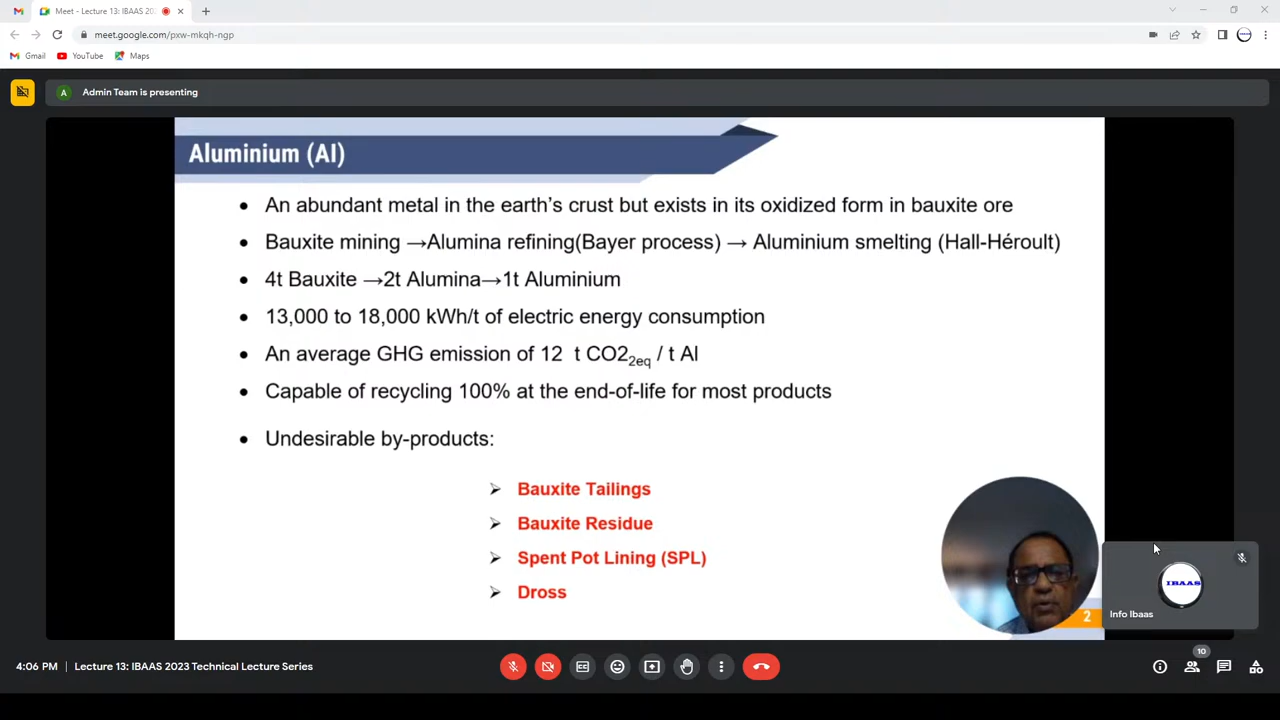 Meet - Lecture 13: IBAAS 202
meet.google.com/pxw-mkqh-ngp
Gmail YouTube Maps
A Admin Team is presenting
Aluminium (Al)
• An abundant metal in the earth's crust but exists in its oxidized form in bauxite ore
• Bauxite mining →Alumina refining(Bayer process) → Aluminium smelting (Hall-Héroult)
• 4t Bauxite →2t Alumina→1t Aluminium
• 13,000 to 18,000 kWh/t of electric energy consumption
• An average GHG emission of 12 t CO22eq / t Al
• Capable of recycling 100% at the end-of-life for most products
• Undesirable by-products:
➢ Bauxite Tailings
➢ Bauxite Residue
➢ Spent Pot Lining (SPL)
➢ Dross
2
IBAAS
Info Ibaas
4:06 PM | Lecture 13: IBAAS 2023 Technical Lecture Series
10